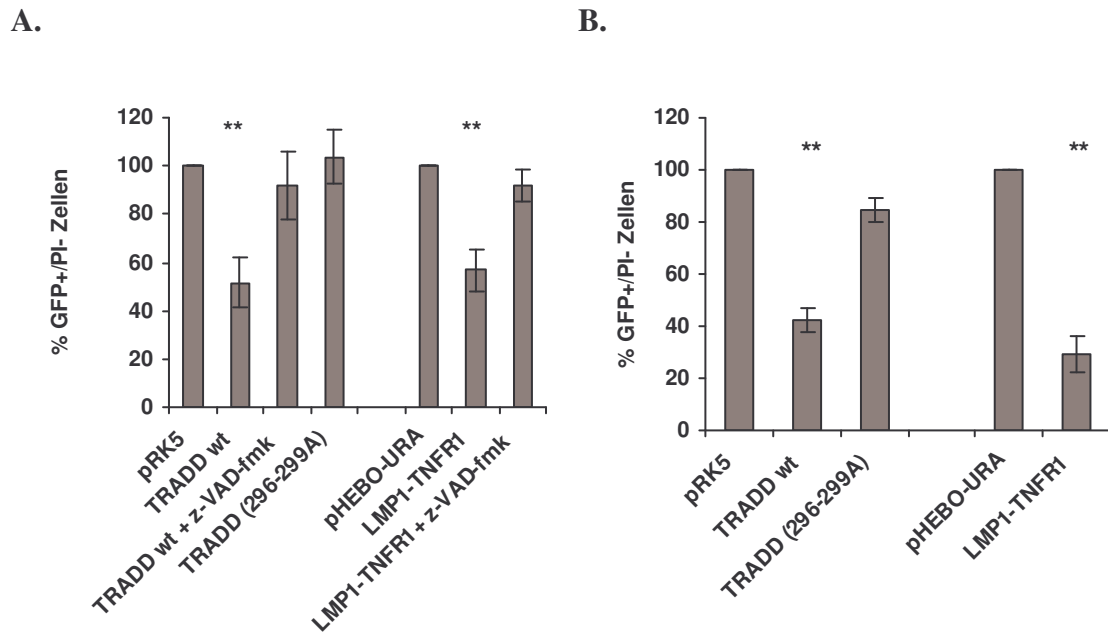 A.
% GFP+/PI- Zellen
120
100
80
60
40
20
0
**
**
pRK5
TRADD wt
TRADD wt + z-VAD-fmk
TRADD (296-299A)
pHEBO-URA
LMP1-TNFR1
LMP1-TNFR1 + z-VAD-fmk
B.
% GFP+/PI- Zellen
120
100
80
60
40
20
0
**
**
pRK5
TRADD wt
TRADD (296-299A)
pHEBO-URA
LMP1-TNFR1